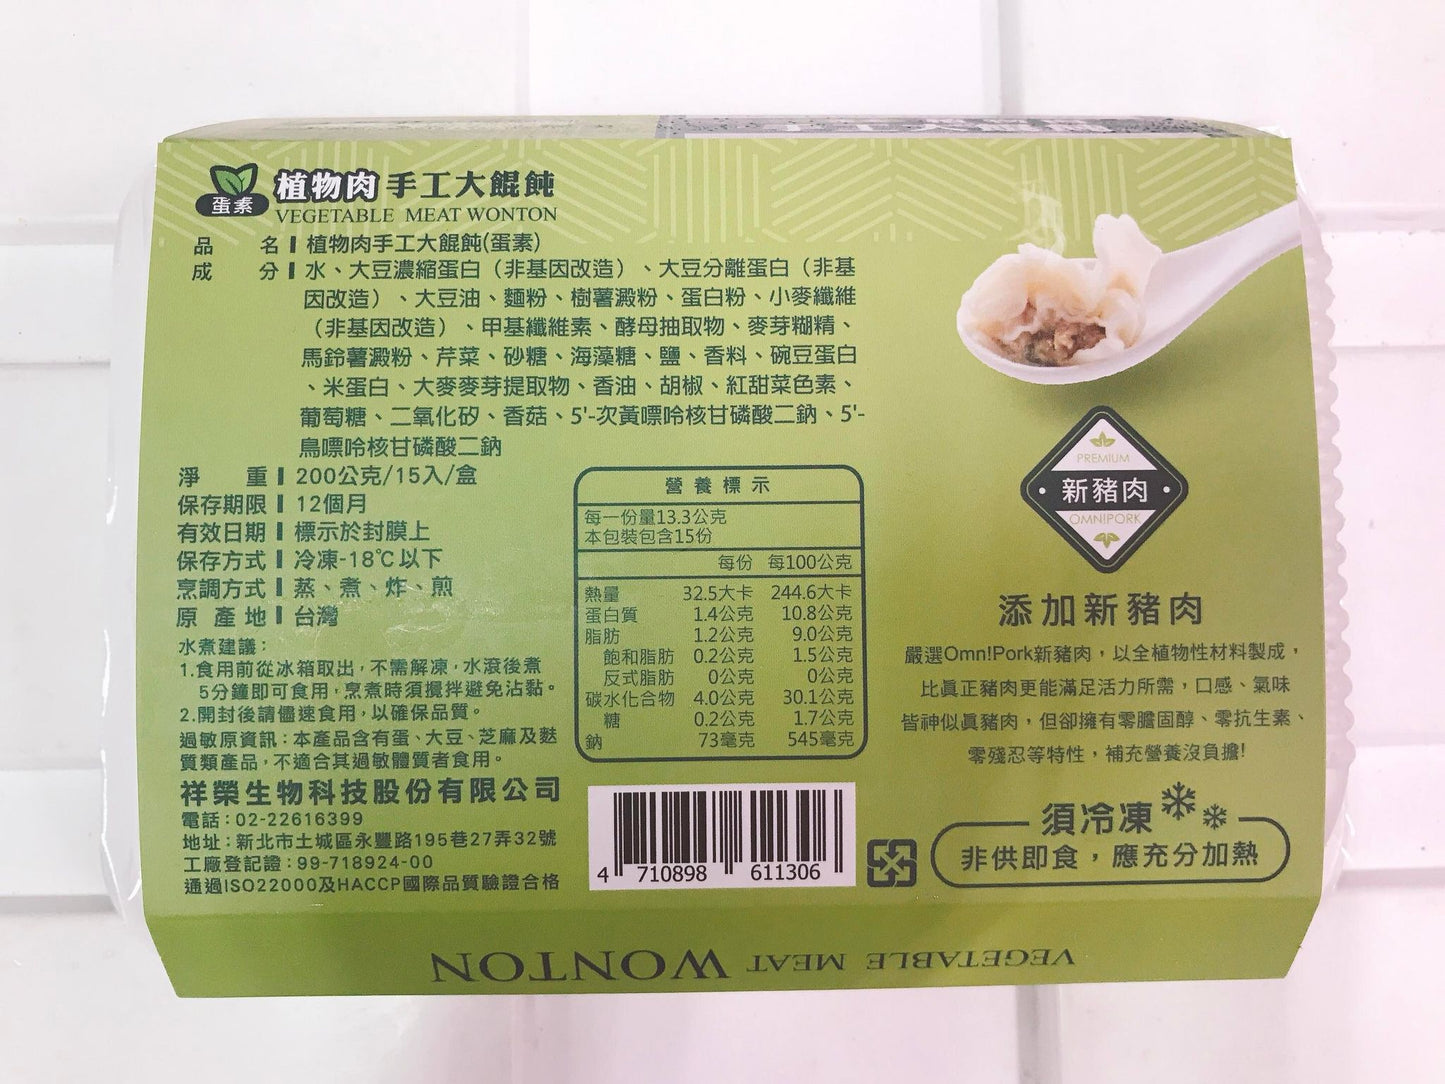 蛋素
植物肉 手工大餛飩
VEGETABLE MEAT WONTON
品名 植物肉手工大餛飩(蛋素)
成分 水、大豆濃縮蛋白（非基因改造）、大豆分離蛋白（非基
因改造）、大豆油、麵粉、樹薯澱粉、蛋白粉、小麥纖維
（非基因改造）、甲基纖維素、酵母抽取物、麥芽糊精、
馬鈴薯澱粉、芹菜、砂糖、海藻糖、鹽、香料、碗豆蛋白
、米蛋白、大麥麥芽提取物、香油、胡椒、紅甜菜色素、
葡萄糖、二氧化矽、香菇、5'-次黃嘌呤核甘磷酸二鈉、5'-
鳥嘌呤核甘磷酸二鈉
淨重 200公克/15入/盒
保存期限 12個月
有效日期 標示於封膜上
保存方式 冷凍-18℃以下
烹調方式 蒸、煮、炸、煎
原產地 台灣
水煮建議：
1.食用前從冰箱取出，不需解凍，水滾後煮
5分鐘即可食用，烹煮時須攪拌避免沾黏。
2.開封後請儘速食用，以確保品質。
過敏原資訊：本產品含有蛋、大豆、芝麻及麩
質類產品，不適合其過敏體質者食用。
祥榮生物科技股份有限公司
電話：02-22616399
地址：新北市土城區永豐路195巷27弄32號
工廠登記證：99-718924-00
通過ISO22000及HACCP國際品質驗證合格
營養標示
每一份量13.3公克
本包裝包含15份
每份 每100公克
熱量 32.5大卡 244.6大卡
蛋白質 1.4公克 10.8公克
脂肪 1.2公克 9.0公克
飽和脂肪 0.2公克 1.5公克
反式脂肪 0公克 0公克
碳水化合物 4.0公克 30.1公克
糖 0.2公克 1.7公克
鈉 73毫克 545毫克
4 710898 611306
PREMIUM
新豬肉
OMN!PORK
添加新豬肉
嚴選Omn!Pork新豬肉，以全植物性材料製成，
比真正豬肉更能滿足活力所需，口感、氣味
皆神似真豬肉，但卻擁有零膽固醇、零抗生素、
零殘忍等特性，補充營養沒負擔!
須冷凍
非供即食，應充分加熱
VEGETABLE MEAT WONTON